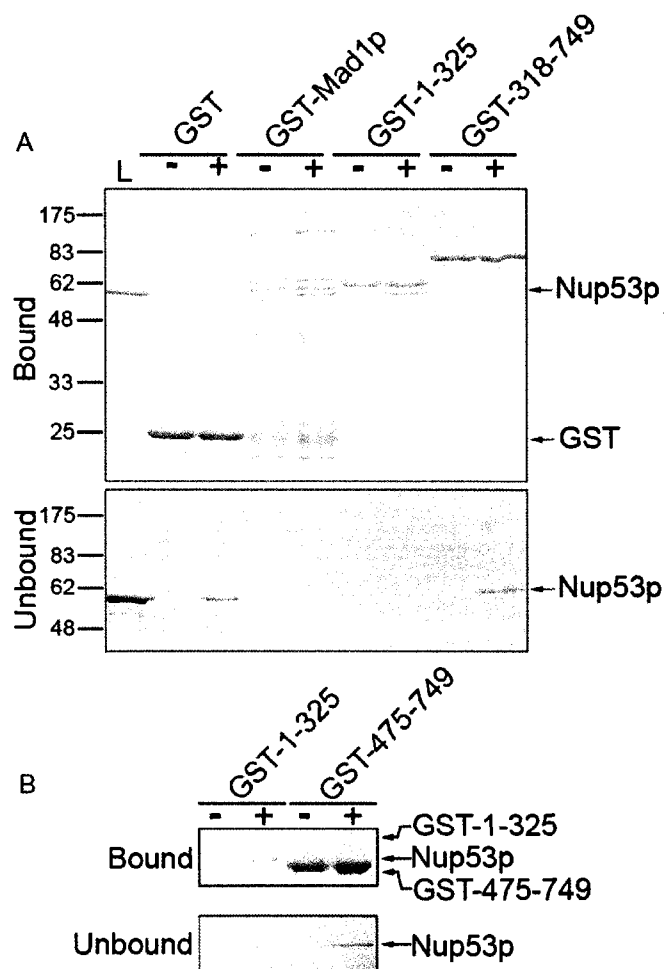 A
GST
GST-Mad1p
GST-1-325
GST-318-749
L - + - + - + - +
Bound
175
83
62
48
33
25
Nup53p
GST
Unbound
175
83
62
48
Nup53p
B
GST-1-325
GST-475-749
- + - +
Bound
GST-1-325
Nup53p
GST-475-749
Unbound
Nup53p